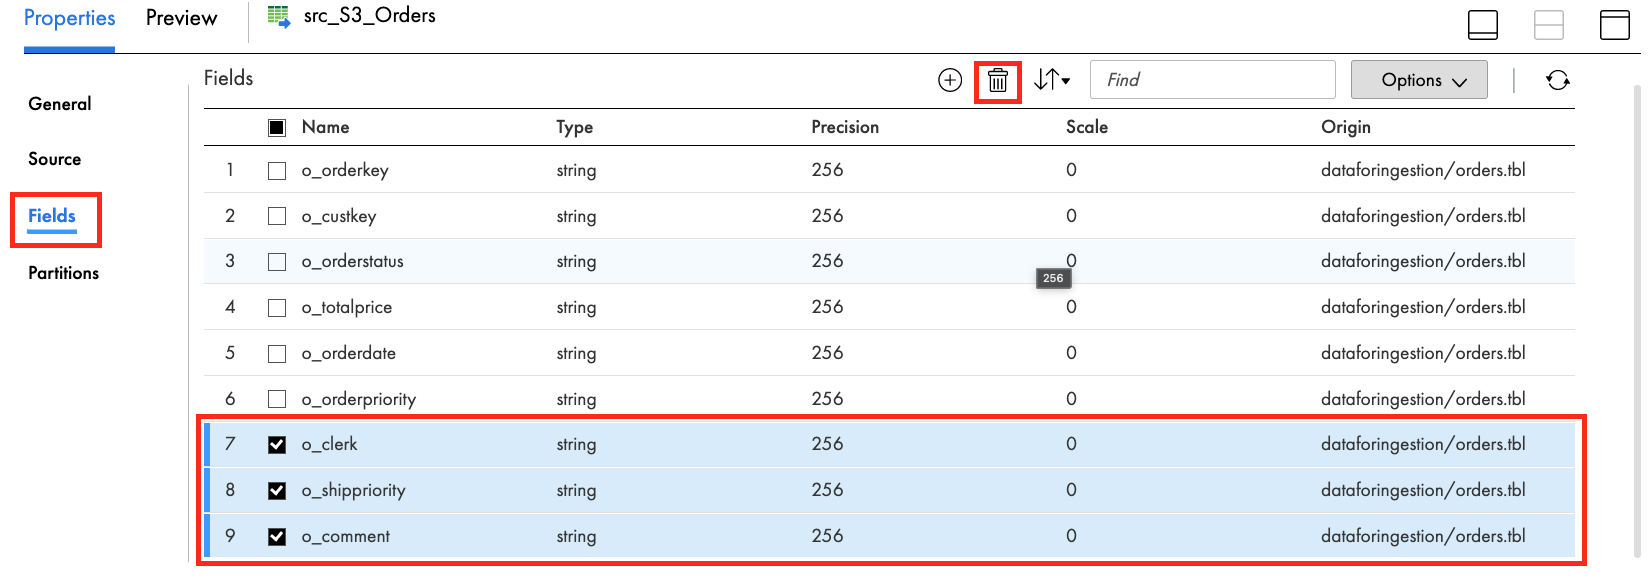 Properties Preview src_S3_Orders
General
Source
Fields
Partitions
Fields Find Options
Name Type Precision Scale Origin
1 o_orderkey string 256 0 dataforingestion/orders.tbl
2 o_custkey string 256 0 dataforingestion/orders.tbl
3 o_orderstatus string 256 0 dataforingestion/orders.tbl
256
4 o_totalprice string 256 0 dataforingestion/orders.tbl
5 o_orderdate string 256 0 dataforingestion/orders.tbl
6 o_orderpriority string 256 0 dataforingestion/orders.tbl
7 o_clerk string 256 0 dataforingestion/orders.tbl
8 o_shippriority string 256 0 dataforingestion/orders.tbl
9 o_comment string 256 0 dataforingestion/orders.tbl